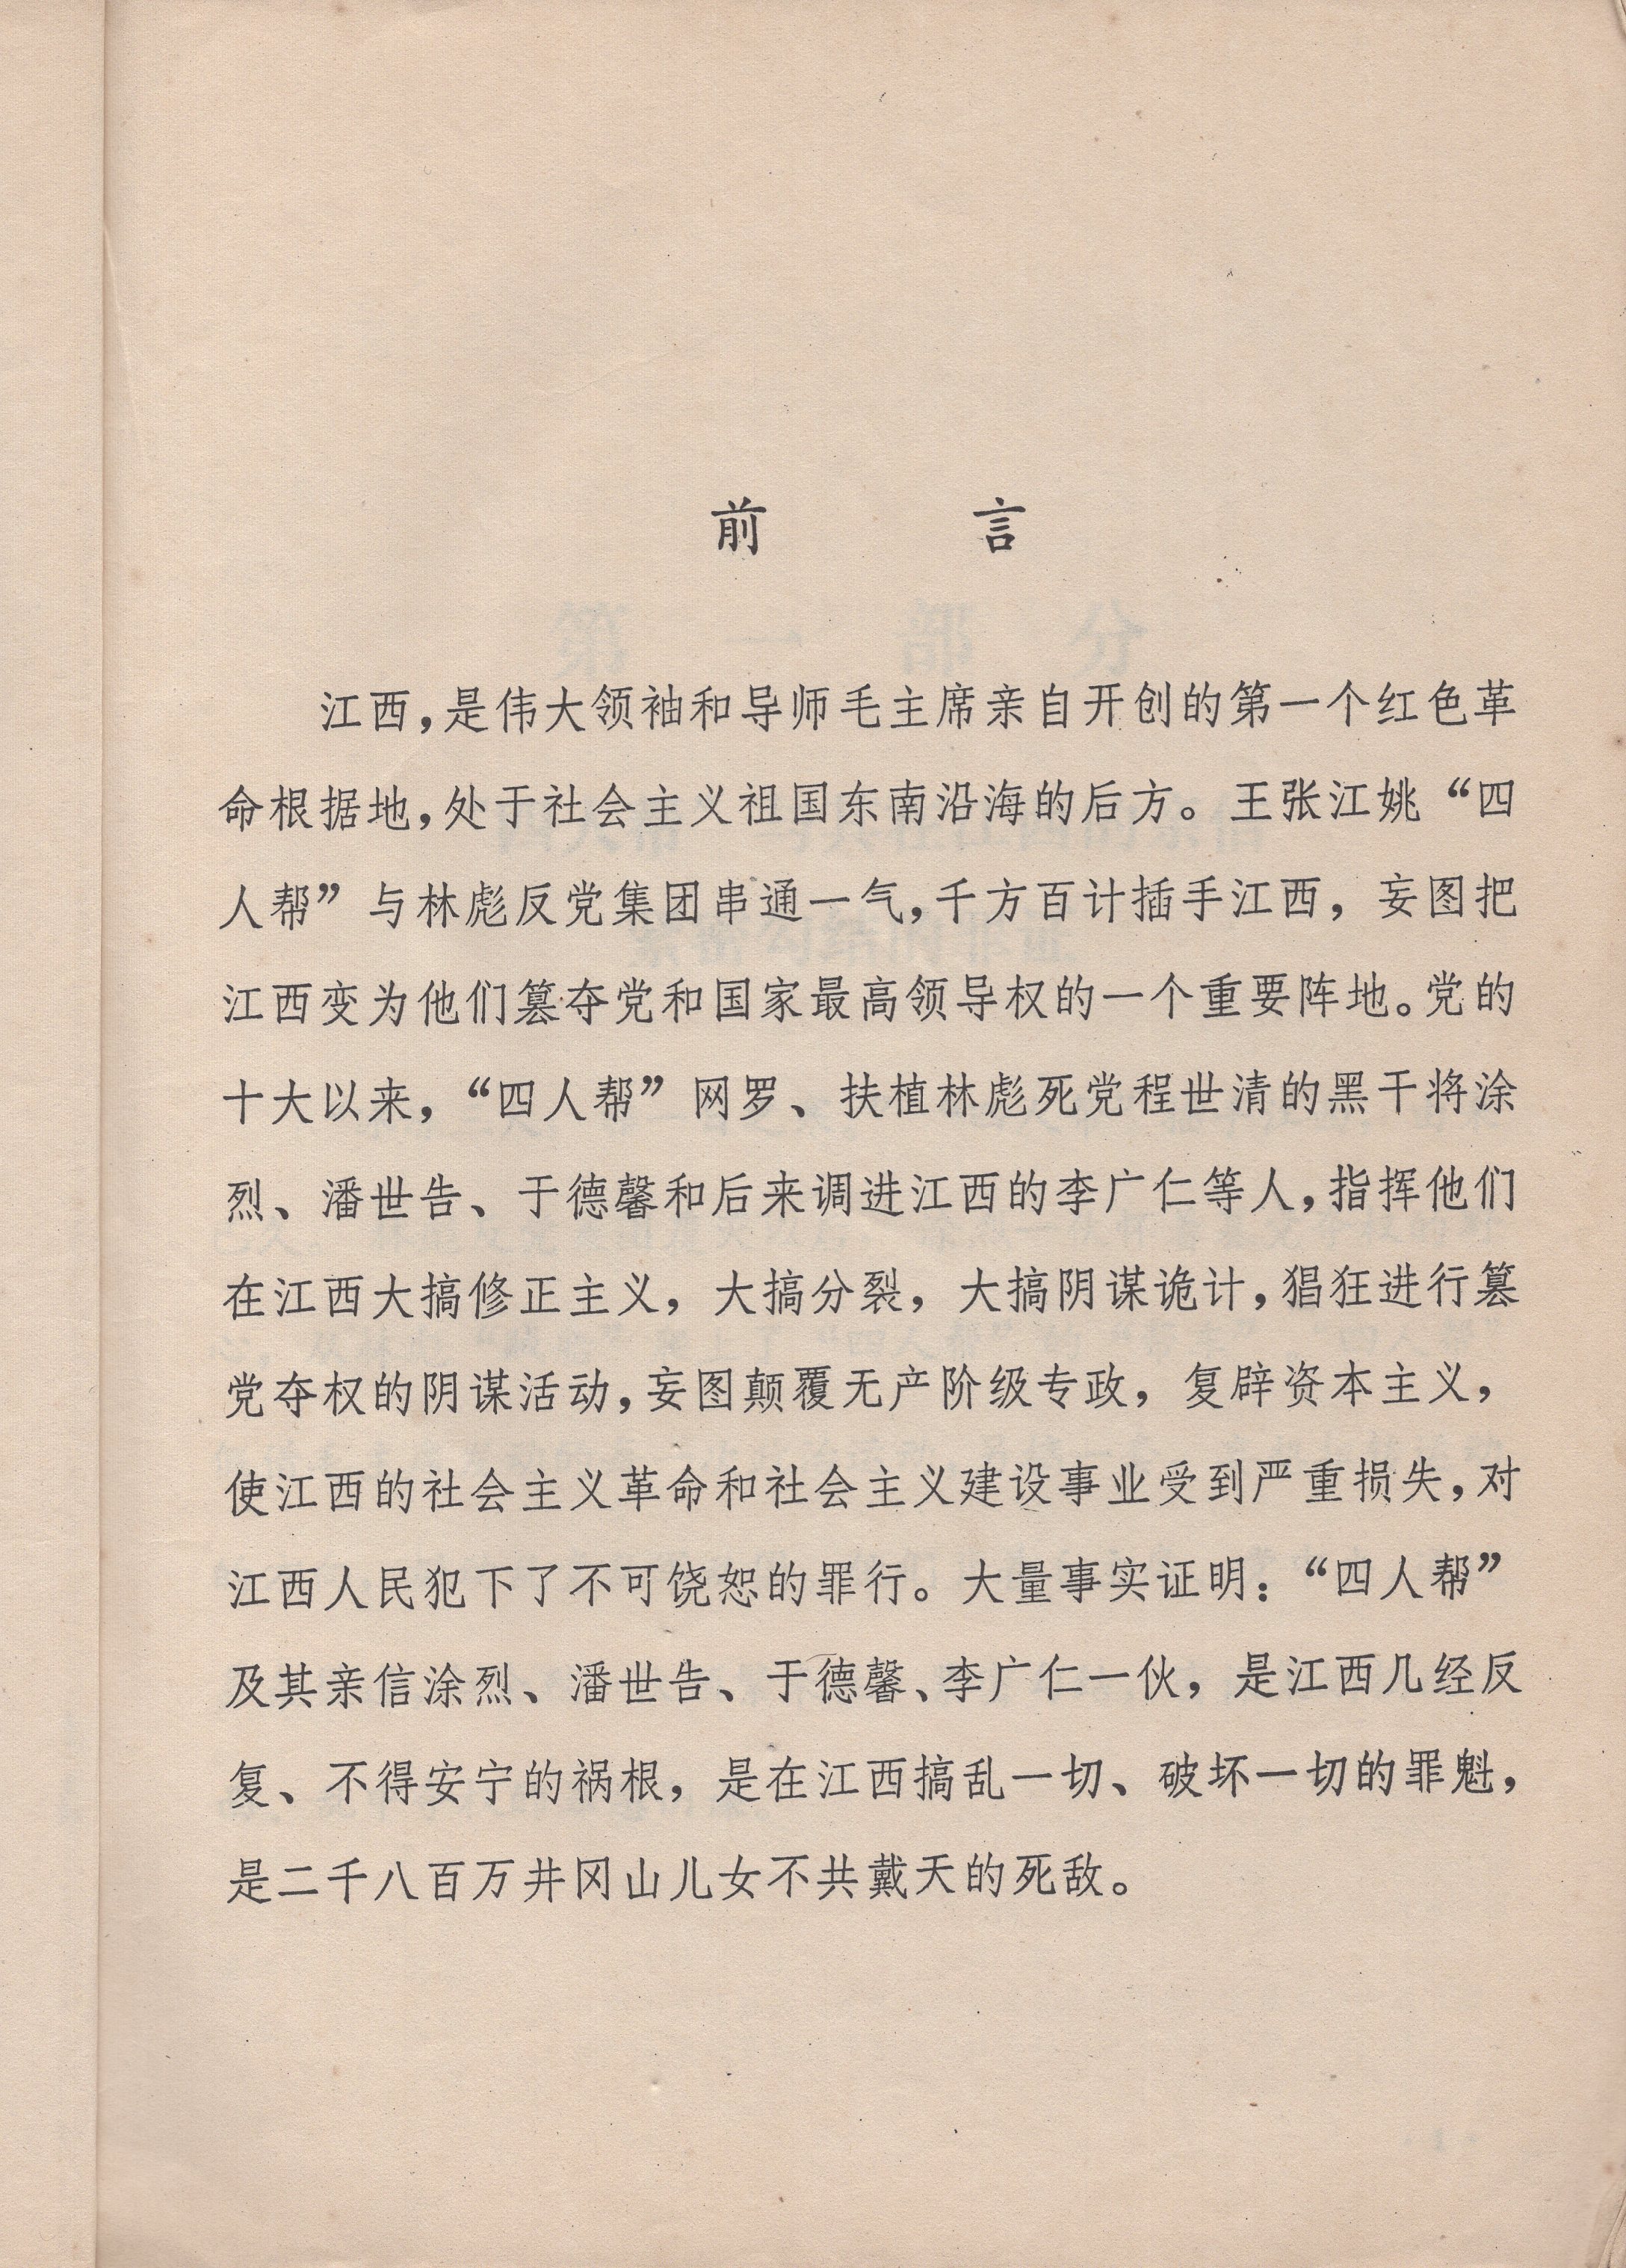 前言
江西，是伟大领袖和导师毛主席亲自开创的第一个红色革
命根据地，处于社会主义祖国东南沿海的后方。王张江姚“四
人帮”与林彪反党集团串通一气，千方百计插手江西，妄图把
江西变为他们篡夺党和国家最高领导权的一个重要阵地。党的
十大以来，“四人帮”网罗、扶植林彪死党程世清的黑干将涂
烈、潘世告、于德馨和后来调进江西的李广仁等人，指挥他们
在江西大搞修正主义，大搞分裂，大搞阴谋诡计，猖狂进行篡
党夺权的阴谋活动，妄图颠覆无产阶级专政，复辟资本主义，
使江西的社会主义革命和社会主义建设事业受到严重损失，对
江西人民犯下了不可饶恕的罪行。大量事实证明：“四人帮”
及其亲信涂烈、潘世告、于德馨、李广仁一伙，是江西几经反
复、不得安宁的祸根，是在江西搞乱一切、破坏一切的罪魁，
是二千八百万井冈山儿女不共戴天的死敌。